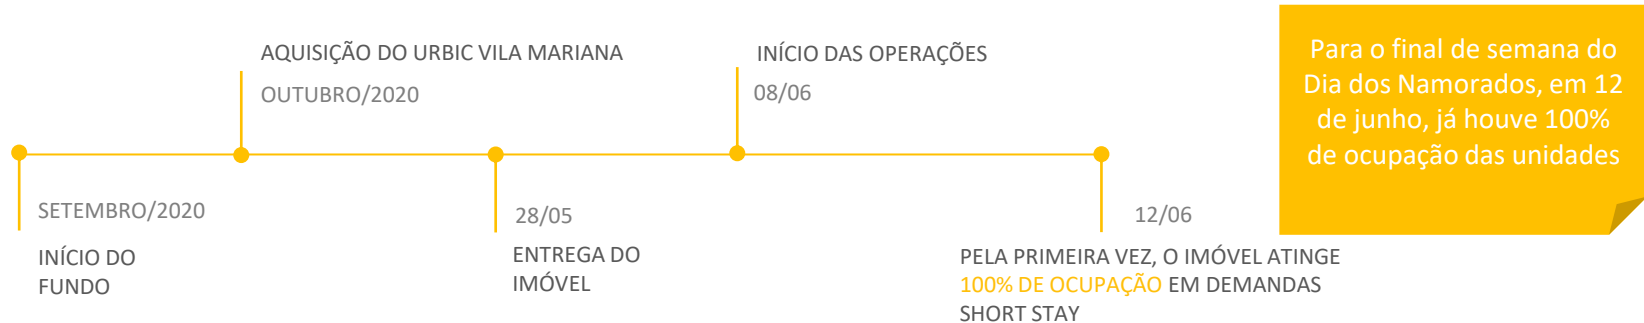 SETEMBRO/2020
INÍCIO DO
FUNDO
AQUISIÇÃO DO URBIC VILA MARIANA
OUTUBRO/2020
28/05
ENTREGA DO
IMÓVEL
INÍCIO DAS OPERAÇÕES
08/06
12/06
PELA PRIMEIRA VEZ, O IMÓVEL ATINGE
100% DE OCUPAÇÃO EM DEMANDAS
SHORT STAY
Para o final de semana do
Dia dos Namorados, em 12
de junho, já houve 100%
de ocupação das unidades